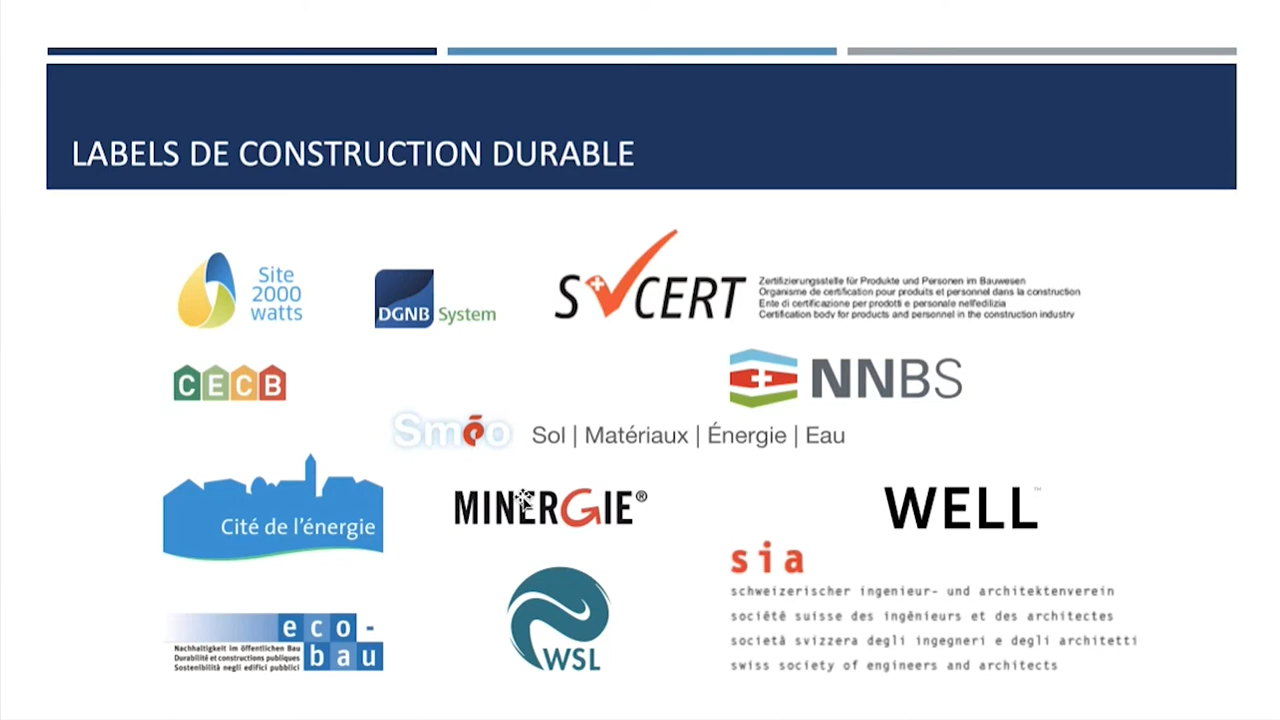 LABELS DE CONSTRUCTION DURABLE
Site
2000
watts
DGNB System
S CERT
Zertifizierungsstelle für Produkte und Personen im Bauwesen
Organisme de certification pour produits et personnel dans la construction
Ente di certificazione per prodotti e personale nell'edilizia
Certification body for products and personnel in the construction industry
CECB
NNBS
Sméo
Sol | Matériaux | Énergie | Eau
Cité de l'énergie
MINERGIE®
WELL™
sia
schweizerischer ingenieur- und architektenverein
société suisse des ingénieurs et des architectes
società svizzera degli ingegneri e degli architetti
swiss society of engineers and architects
WSL
eco-
bau
Nachhaltigkeit im öffentlichen Bau
Durabilité et constructions publiques
Sostenibilità negli edifici pubblici